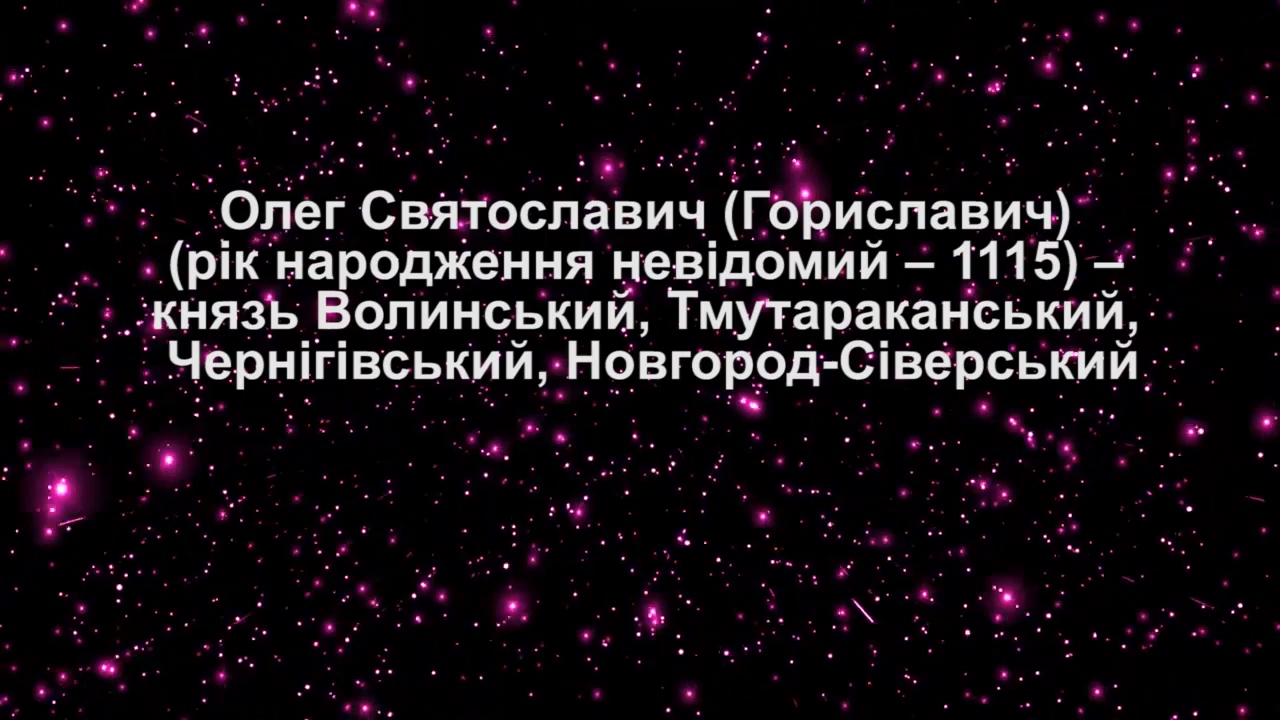 Олег Святославич (Гориславич)
(рік народження невідомий – 1115) –
князь Волинський, Тмутараканський,
Чернігівський, Новгород-Сіверський